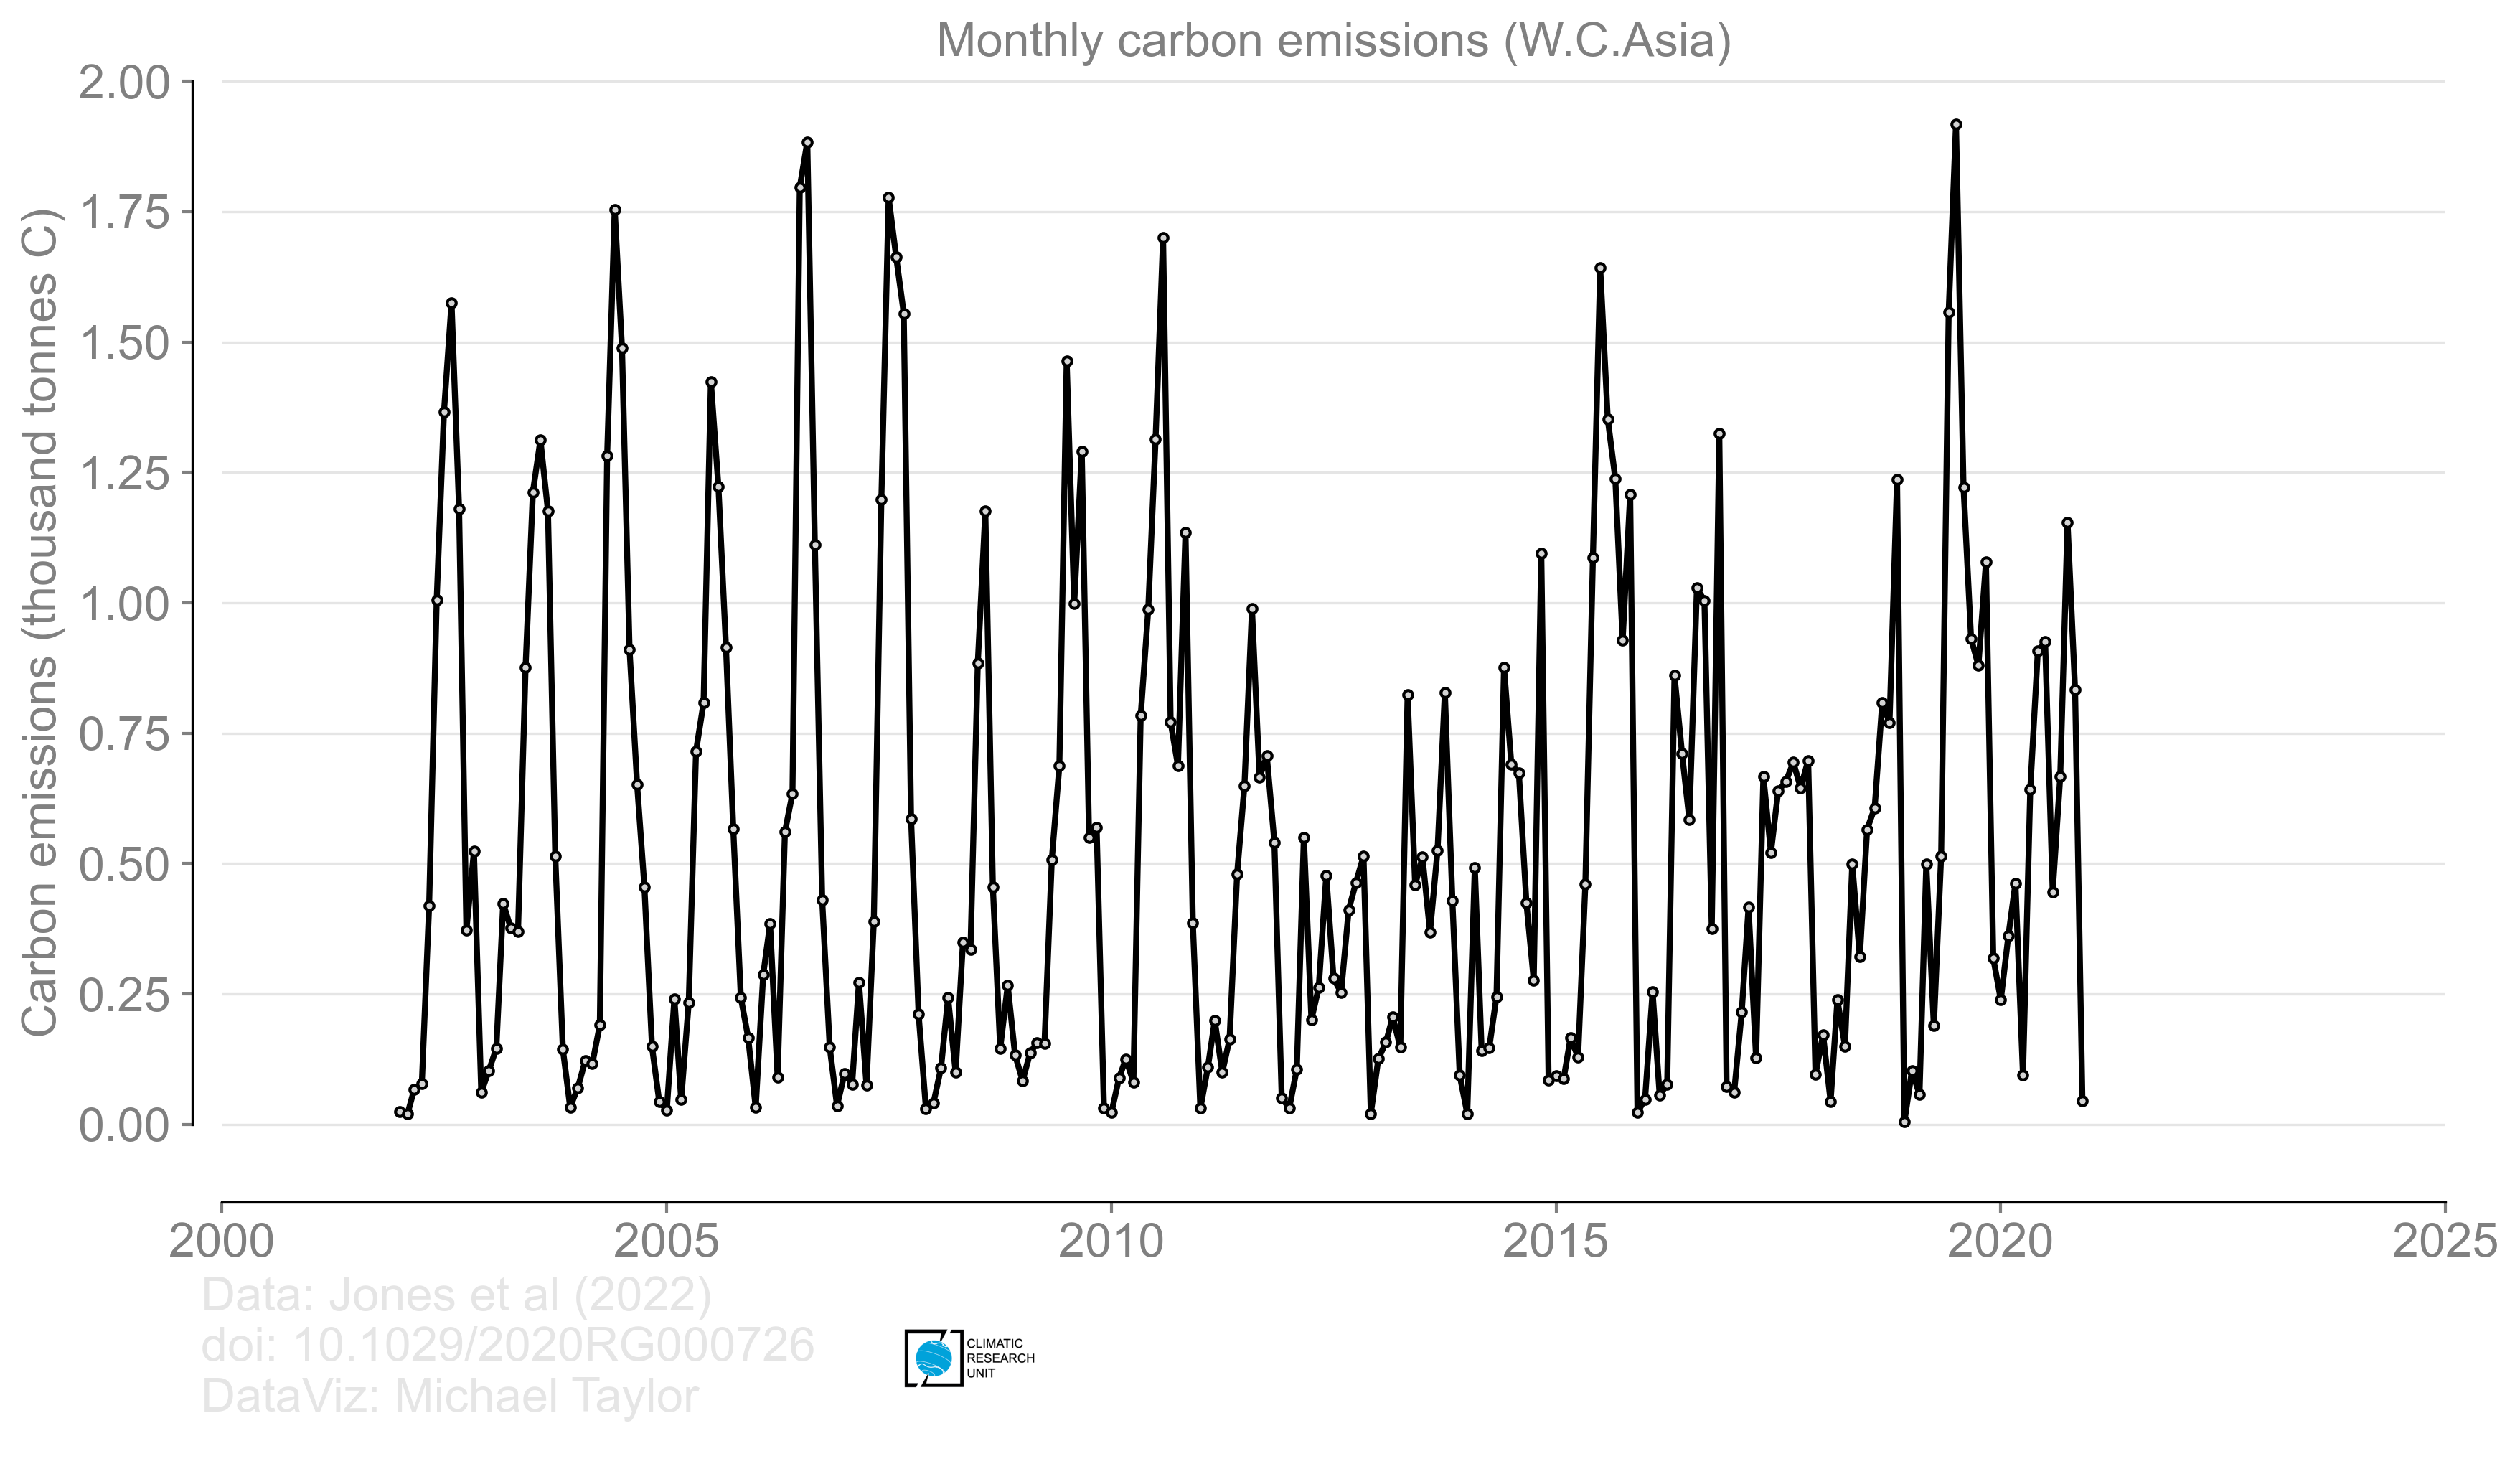 Monthly carbon emissions (W.C.Asia)
Carbon emissions (thousand tonnes C)
2.00
1.75
1.50
1.25
1.00
0.75
0.50
0.25
0.00
2000 2005 2010 2015 2020 2025
Data: Jones et al (2022)
doi: 10.1029/2020RG000726
DataViz: Michael Taylor
CLIMATIC
RESEARCH
UNIT